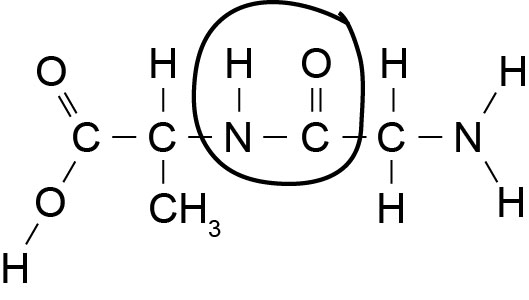 O H H O H H
C C N C C N
O CH3 H H
H